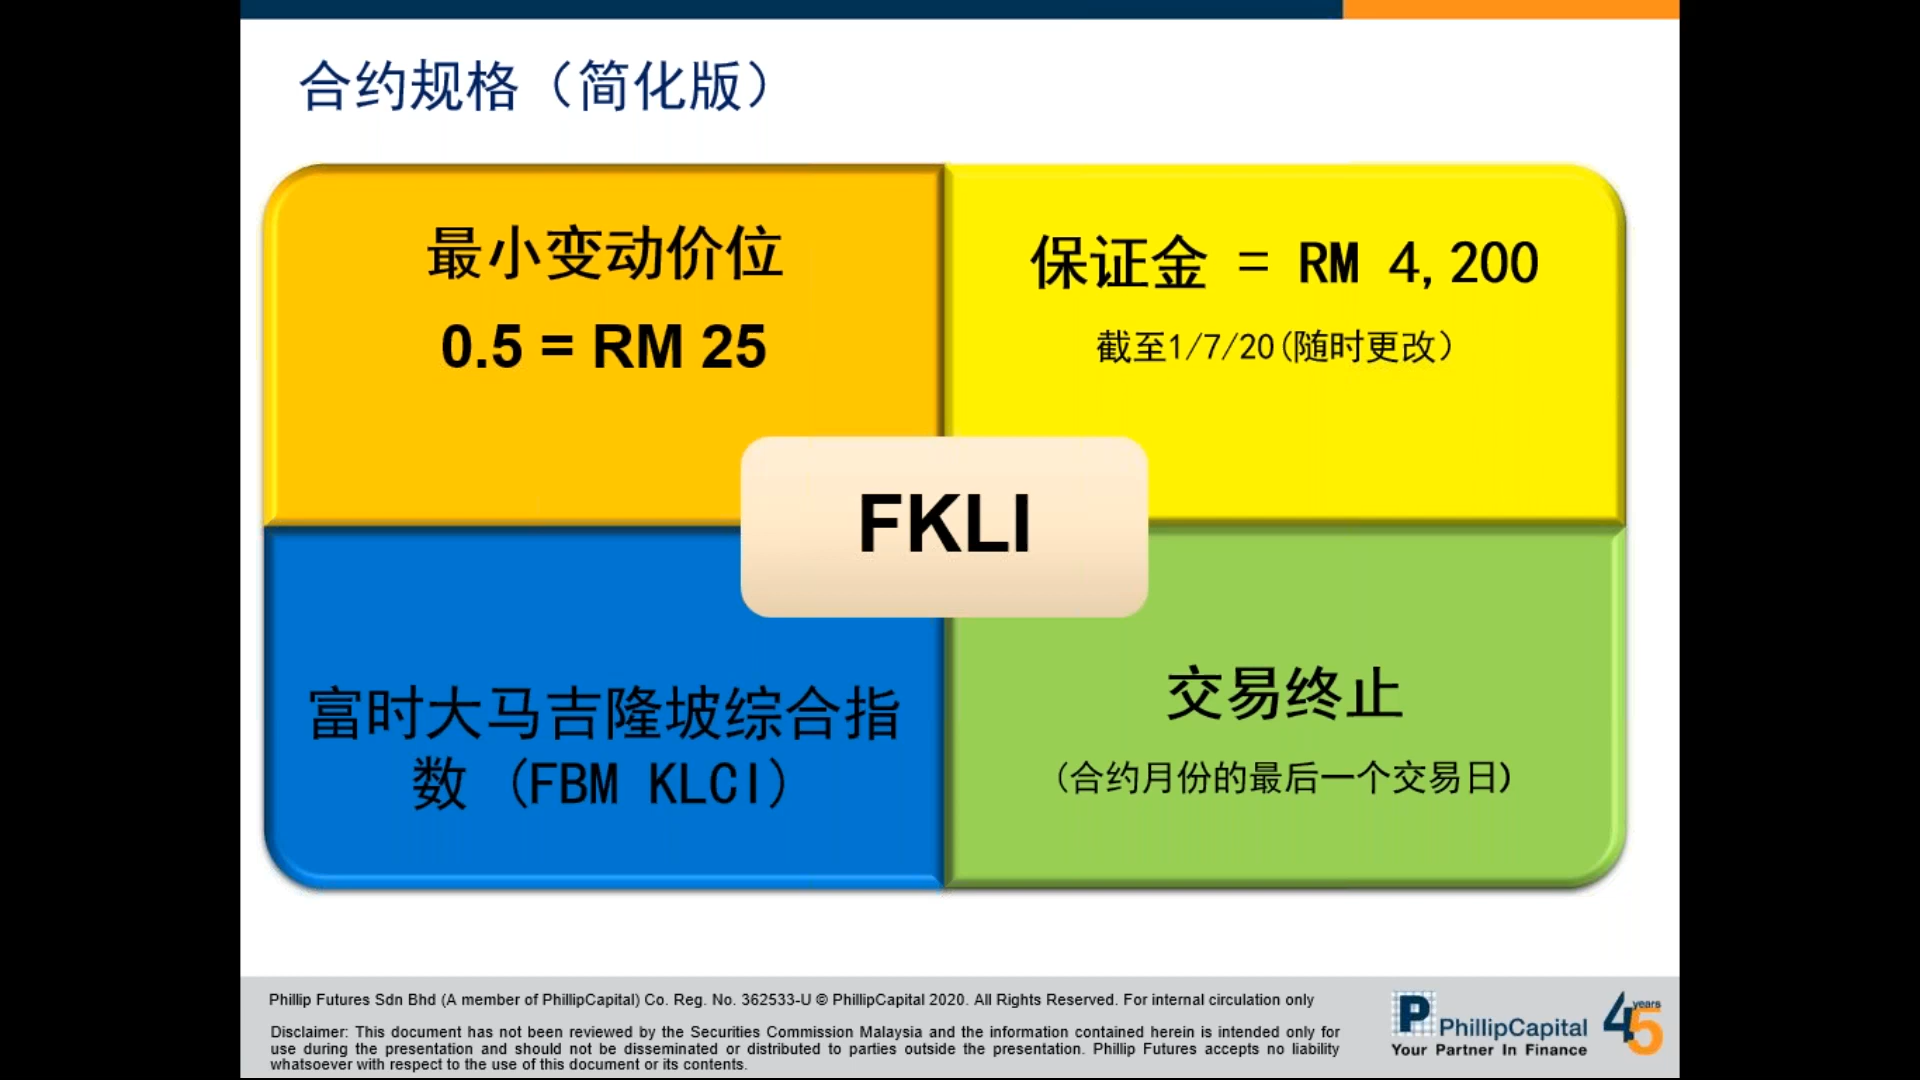 合约规格（简化版）
最小变动价位
0.5 = RM 25
保证金 = RM 4,200
截至1/7/20(随时更改）
FKLI
富时大马吉隆坡综合指
数 (FBM KLCI)
交易终止
(合约月份的最后一个交易日)
Phillip Futures Sdn Bhd (A member of PhillipCapital) Co. Reg. No. 362533-U © PhillipCapital 2020. All Rights Reserved. For internal circulation only
Disclaimer: This document has not been reviewed by the Securities Commission Malaysia and the information contained herein is intended only for
use during the presentation and should not be disseminated or distributed to parties outside the presentation. Phillip Futures accepts no liability
whatsoever with respect to the use of this document or its contents.
P PhillipCapital
Your Partner In Finance
45 years